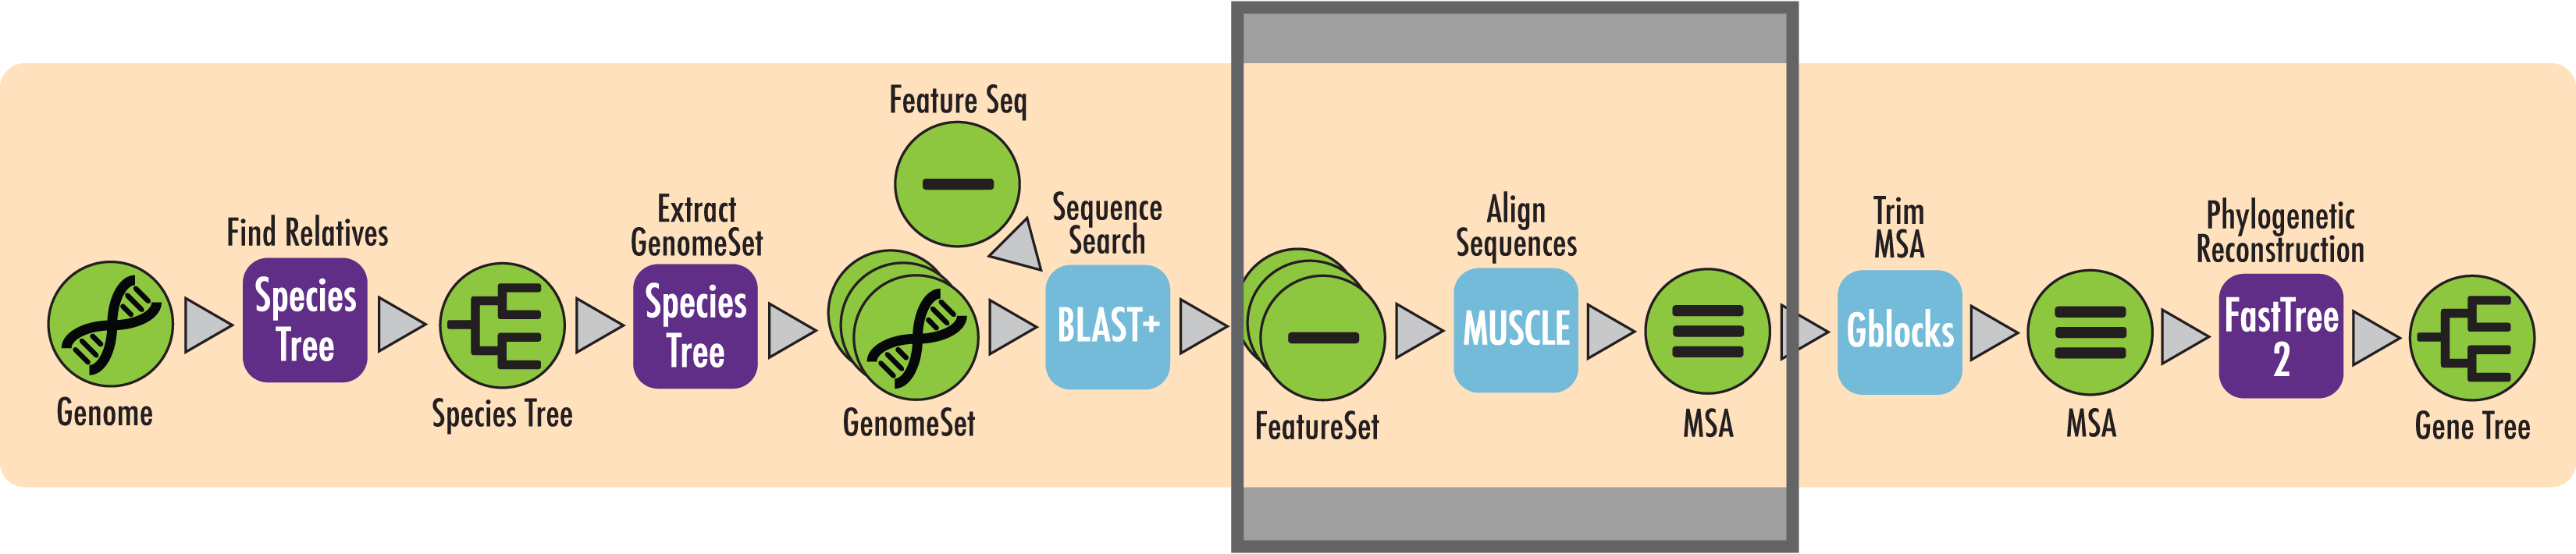 Genome
Find Relatives
Species
Tree
Species Tree
Extract
GenomeSet
Species
Tree
GenomeSet
Feature Seq
Sequence
Search
BLAST+
FeatureSet
Align
Sequences
MUSCLE
MSA
Trim
MSA
Gblocks
MSA
Phylogenetic
Reconstruction
FastTree
2
Gene Tree